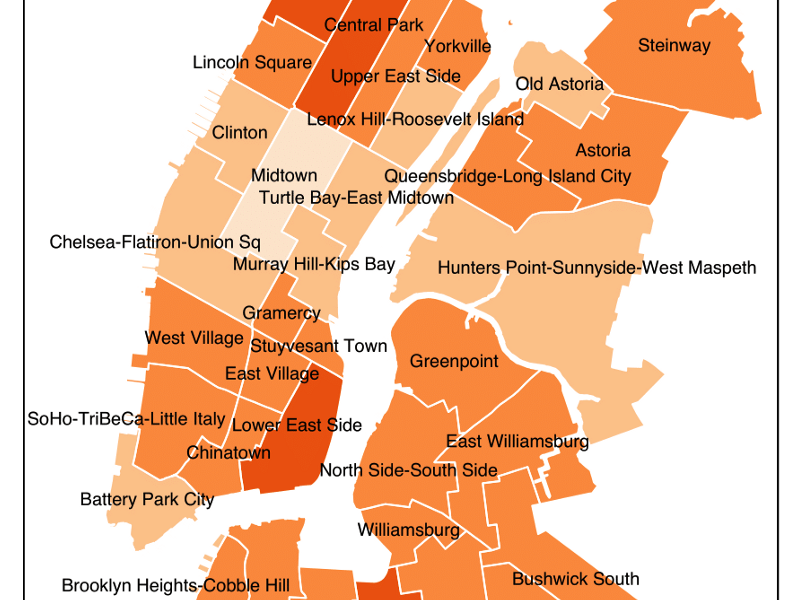 Central Park
Yorkville
Steinway
Lincoln Square
Upper East Side
Old Astoria
Lenox Hill-Roosevelt Island
Clinton
Astoria
Midtown
Queensbridge-Long Island City
Turtle Bay-East Midtown
Chelsea-Flatiron-Union Sq
Murray Hill-Kips Bay
Hunters Point-Sunnyside-West Maspeth
Gramercy
West Village
Stuyvesant Town
Greenpoint
East Village
SoHo-TriBeCa-Little Italy
Lower East Side
East Williamsburg
Chinatown
North Side-South Side
Battery Park City
Williamsburg
Bushwick South
Brooklyn Heights-Cobble Hill